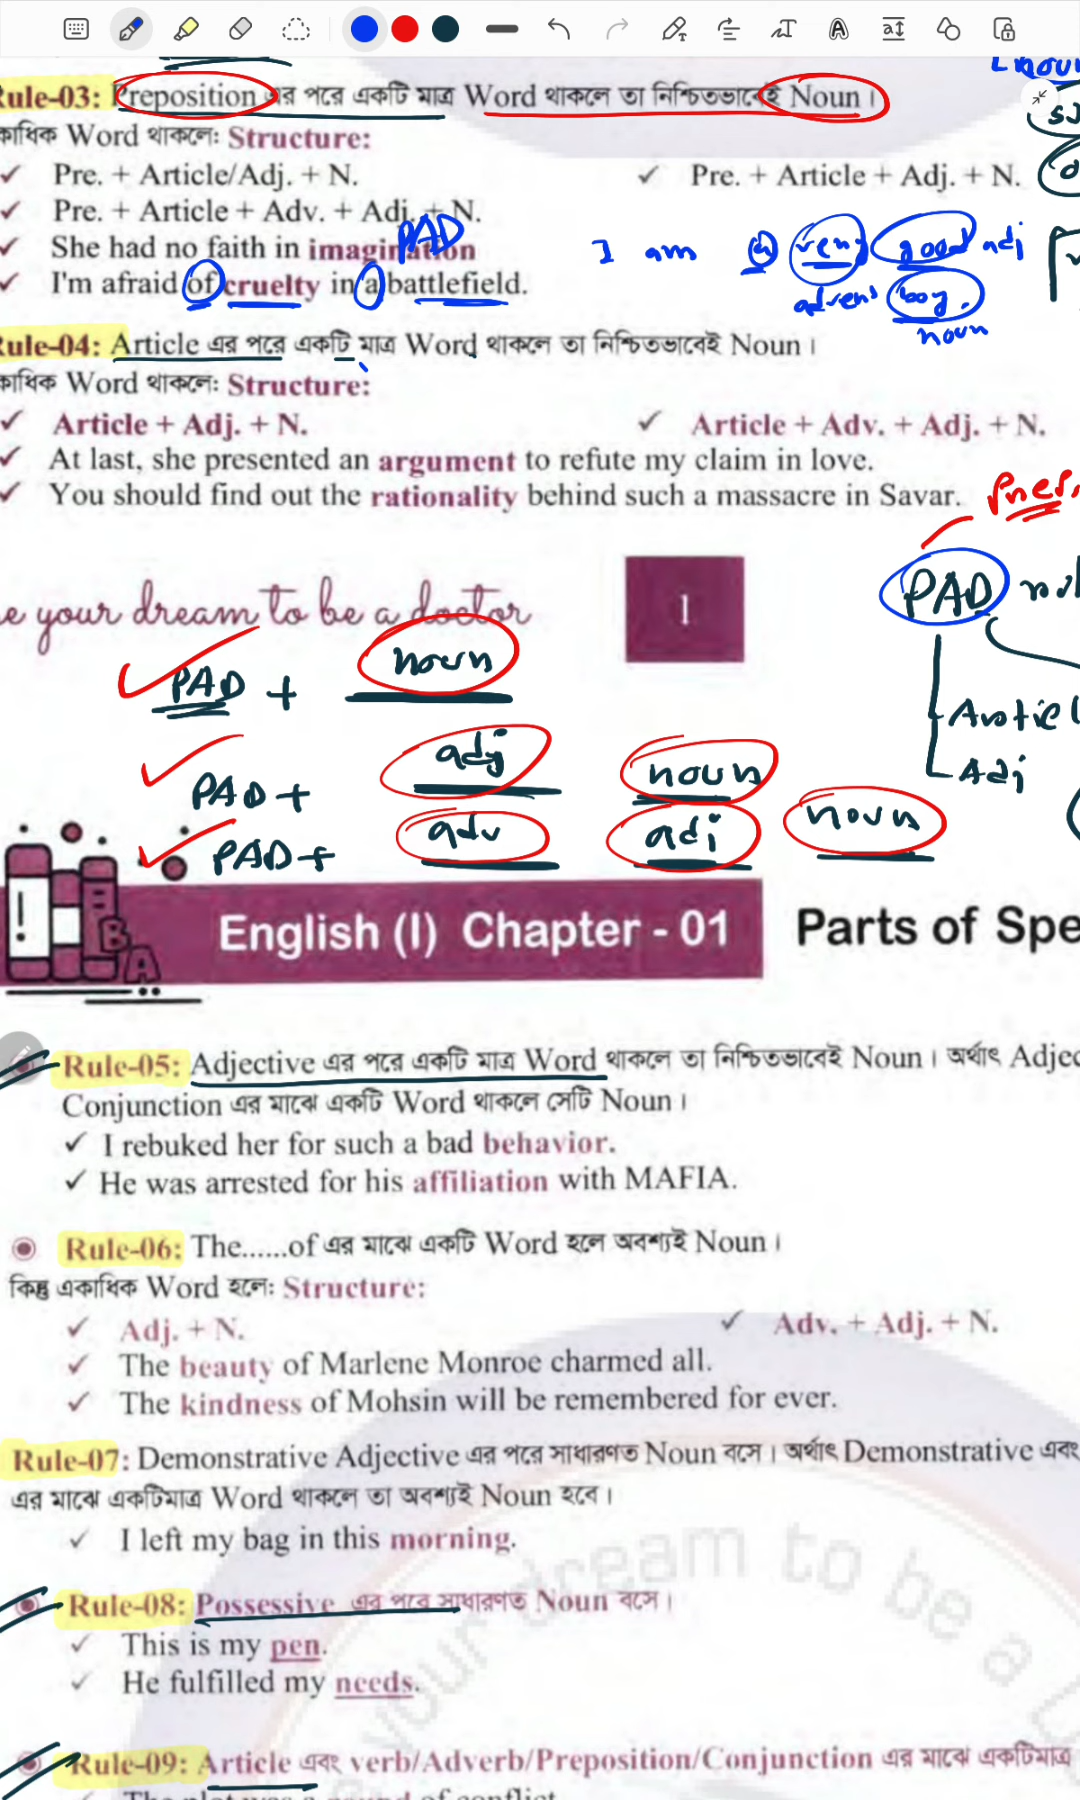 Rule-03: Preposition এর পরে একটি মাত্র Word থাকলে তা নিশ্চিতভাবেই Noun।
কাধিক Word থাকলেঃ Structure:
✓ Pre. + Article/Adj. + N.
✓ Pre. + Article + Adj. + N.
✓ Pre. + Article + Adv. + Adj. + N.
PAD
✓ She had no faith in imagination
I am a very good adj
✓ I'm afraid of cruelty in a battlefield.
boy.
noun
Rule-04: Article এর পরে একটি মাত্র Word থাকলে তা নিশ্চিতভাবেই Noun।
কাধিক Word থাকলেঃ Structure:
✓ Article + Adj. + N.
✓ Article + Adv. + Adj. + N.
✓ At last, she presented an argument to refute my claim in love.
✓ You should find out the rationality behind such a massacre in Savar.
PAD
e your dream to be a doctor
1
PAD + noun
Adj
PAD + adj noun
PAD + adv adj noun
English (I) Chapter - 01
Parts of Spe
Rule-05: Adjective এর পরে একটি মাত্র Word থাকলে তা নিশ্চিতভাবেই Noun। অর্থাৎ Adjec
Conjunction এর মাঝে একটি Word থাকলে সেটি Noun।
✓ I rebuked her for such a bad behavior.
✓ He was arrested for his affiliation with MAFIA.
Rule-06: The......of এর মাঝে একটি Word হলে অবশ্যই Noun।
কিন্তু একাধিক Word হলেঃ Structure:
✓ Adj. + N.
✓ Adv. + Adj. + N.
✓ The beauty of Marlene Monroe charmed all.
✓ The kindness of Mohsin will be remembered for ever.
Rule-07: Demonstrative Adjective এর পরে সাধারণত Noun বসে। অর্থাৎ Demonstrative এবং
এর মাঝে একটিমাত্র Word থাকলে তা অবশ্যই Noun হবে।
✓ I left my bag in this morning.
dream to be a
your
Rule-08: Possessive এর পরে সাধারণত Noun বসে।
✓ This is my pen.
✓ He fulfilled my needs.
Rule-09: Article এবং verb/Adverb/Preposition/Conjunction এর মাঝে একটিমাত্র